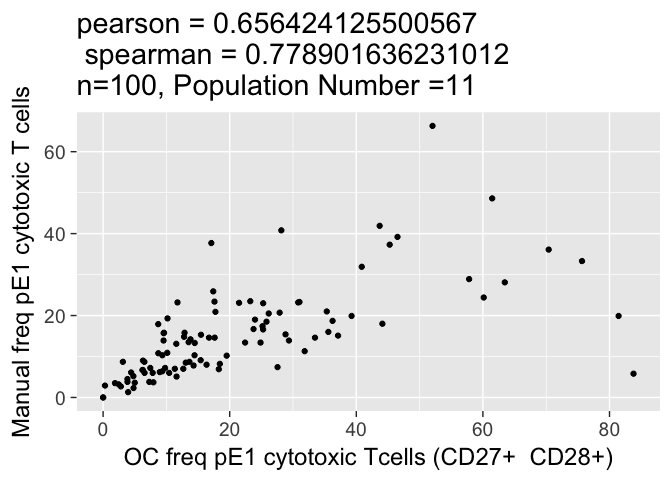 pearson = 0.656424125500567
spearman = 0.778901636231012
n=100, Population Number =11
Manual freq pE1 cytotoxic T cells
60
40
20
0
0 20 40 60 80
OC freq pE1 cytotoxic Tcells (CD27+  CD28+)